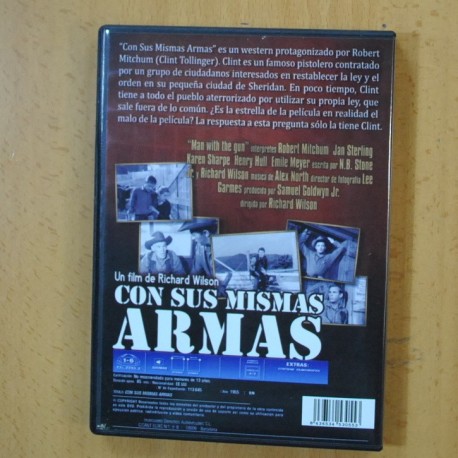 "Con Sus Mismas Armas" es un western protagonizado por Robert
Mitchum (Clint Tollinger). Clint es un famoso pistolero contratado
por un grupo de ciudadanos interesados en restablecer la ley y el
orden en su pequeña ciudad de Sheridan. En poco tiempo, Clint
tiene a todo el pueblo aterrorizado por utilizar su propia ley, que
sale fuera de lo común. ¿Es la estrella de la película en realidad el
malo de la película? La respuesta a esta pregunta sólo la tiene Clint.
"Man with the gun" interpretes Robert Mitchum Jan Sterling
Karen Sharpe Henry Hull Emile Meyer escrita por N.B. Stone
Jr. y Richard Wilson musica de Alex North director de fotografia Lee
Garmes producida por Samuel Goldwyn Jr.
dirigida por Richard Wilson
Un film de Richard Wilson
CON SUS MISMAS
ARMAS
EXTRAS